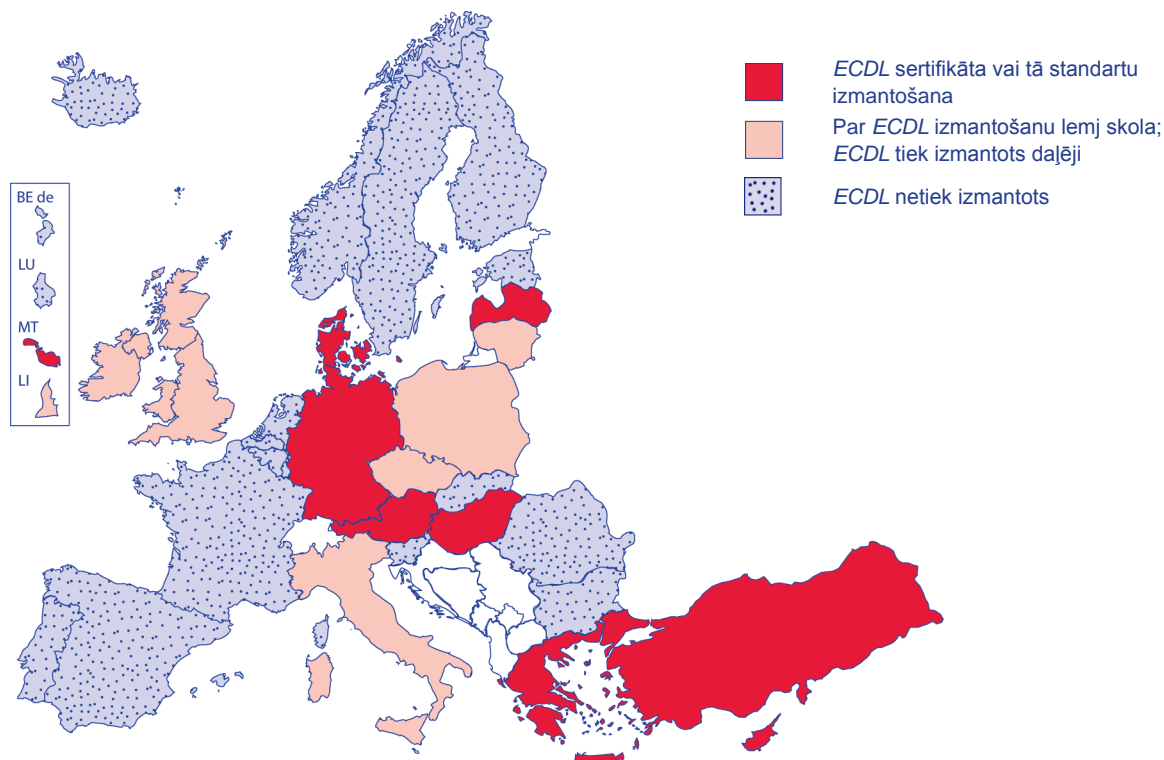 ECDL sertifikāta vai tā standartu
izmantošana
Par ECDL izmantošanu lemj skola;
ECDL tiek izmantots daļēji
ECDL netiek izmantots
BE de
LU
MT
LI